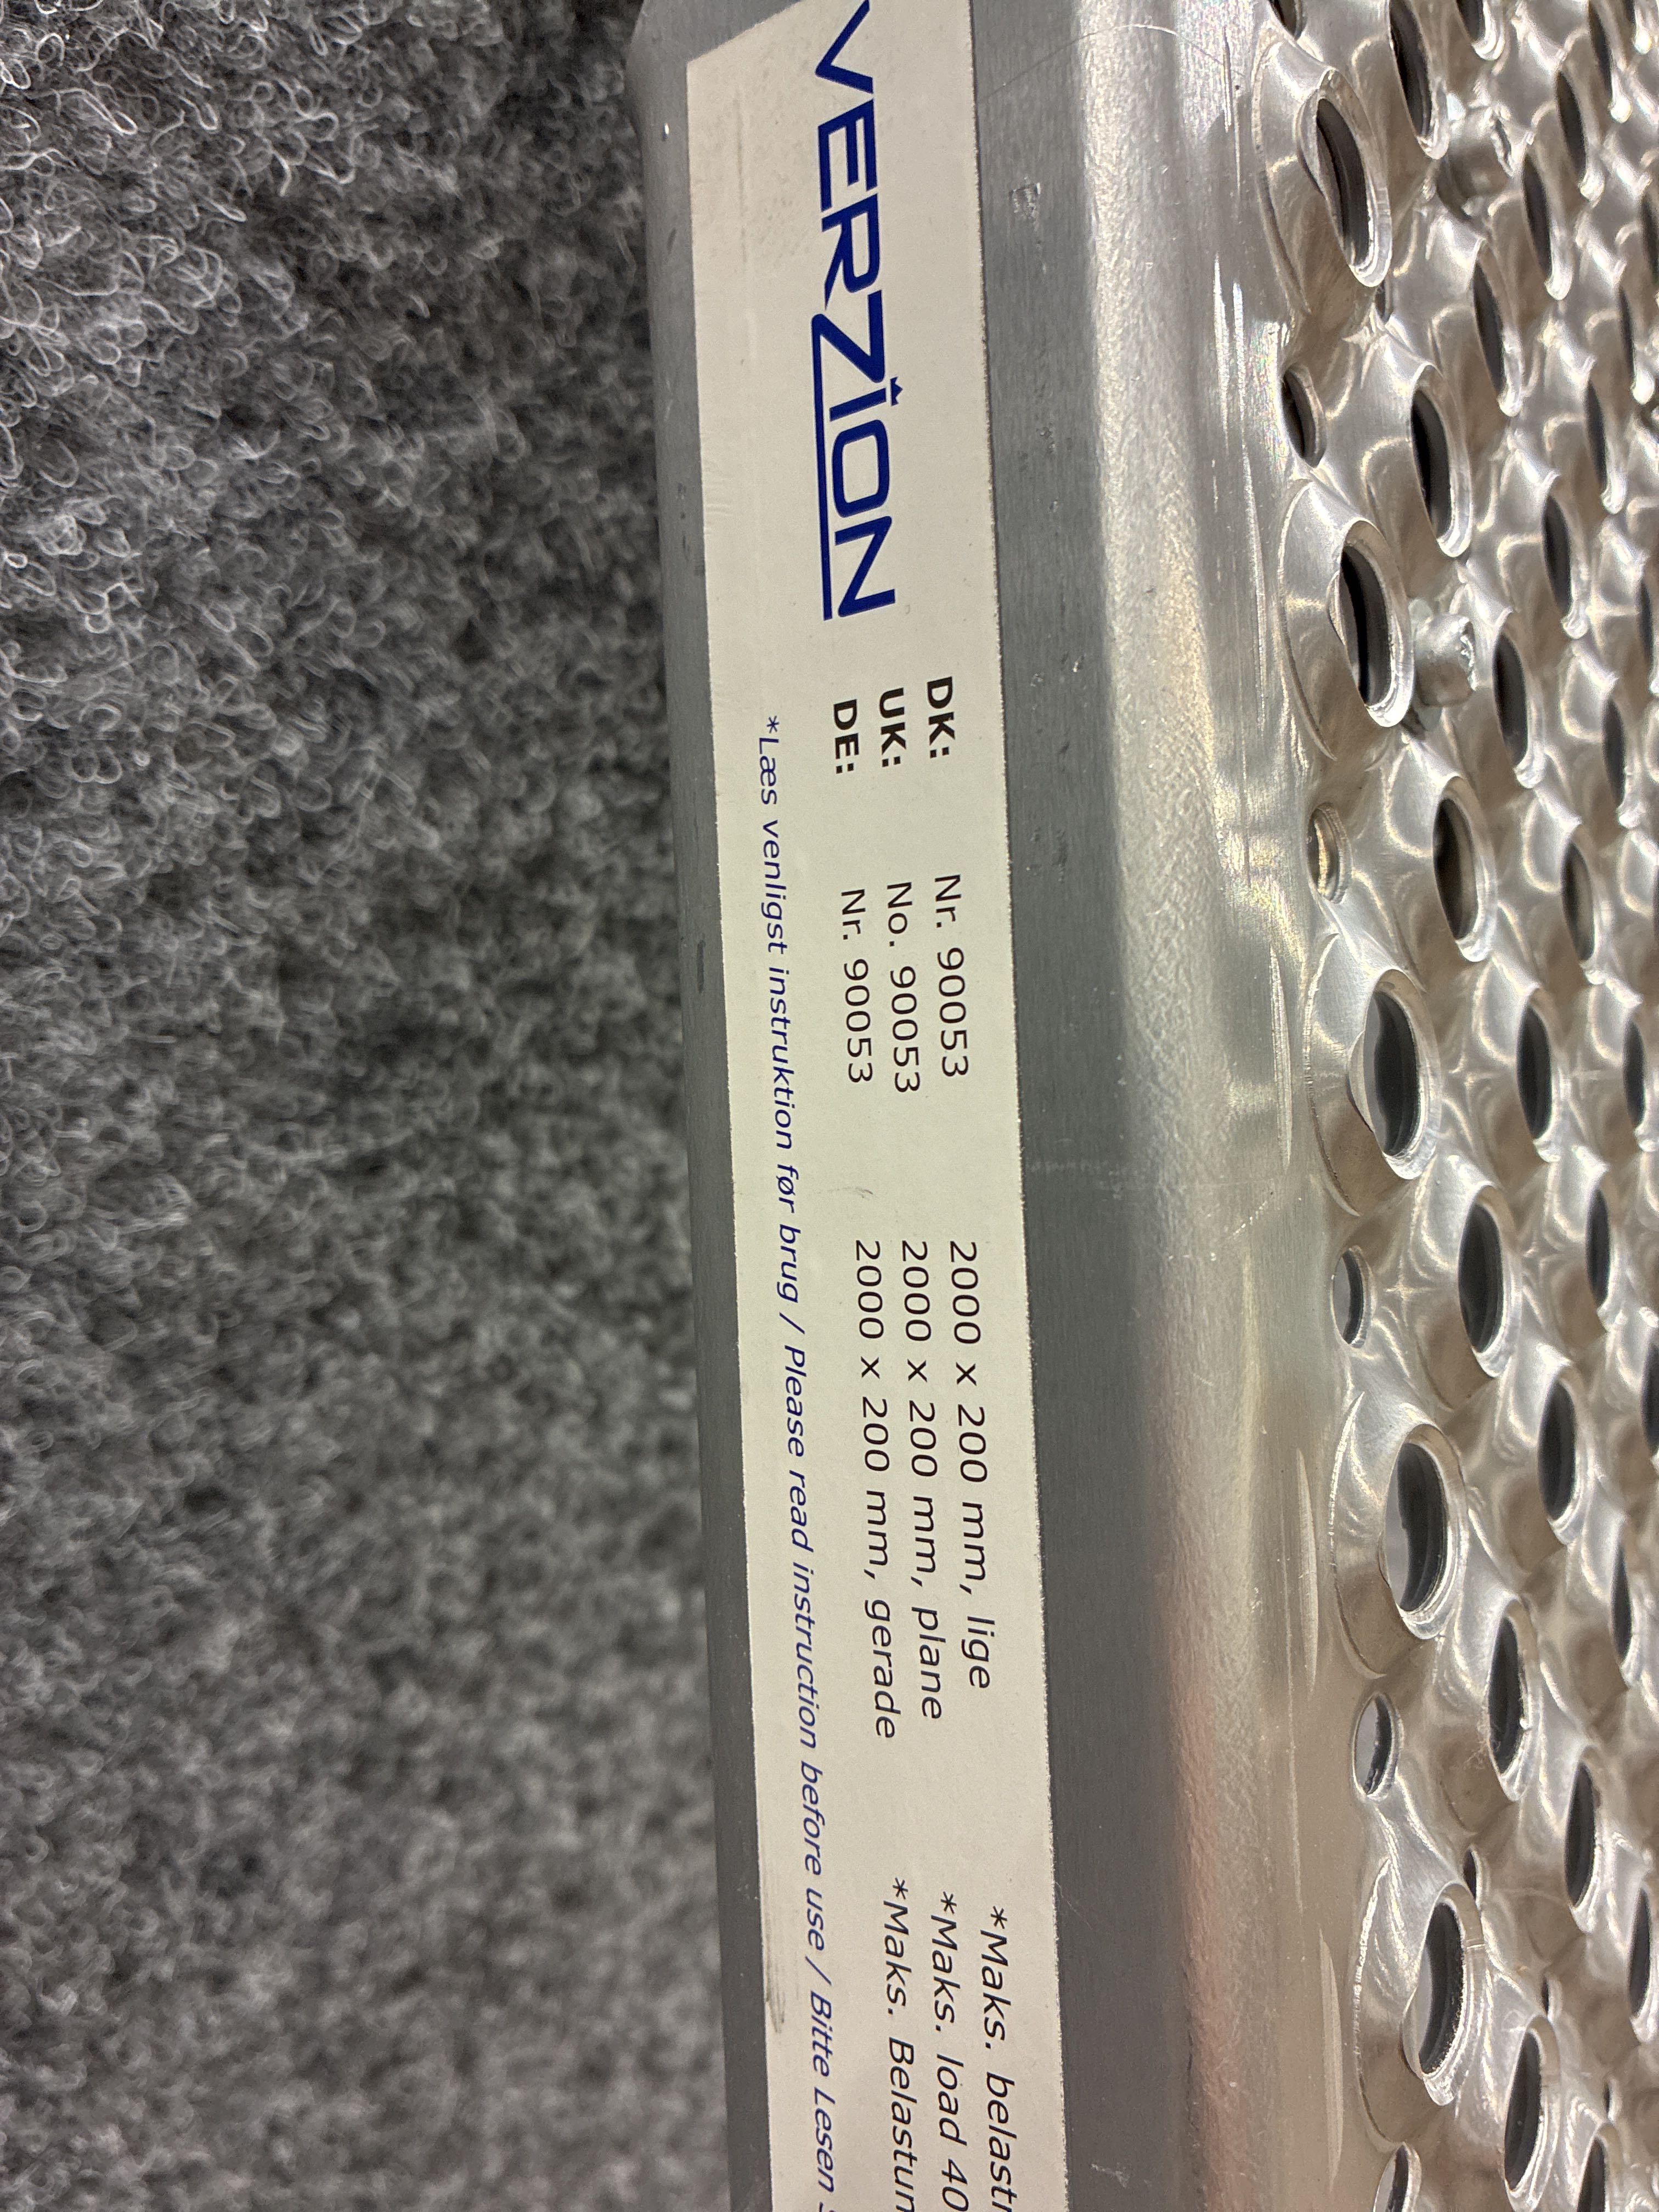 VERZION
DK: Nr. 90053 2000 x 200 mm, lige *Maks.
UK: No. 90053 2000 x 200 mm, plane *Maks. load
DE: Nr. 90053 2000 x 200 mm, gerade *Maks.
*Læs venligst instruktion før brug / Please read instruction before use / Bitte Lesen